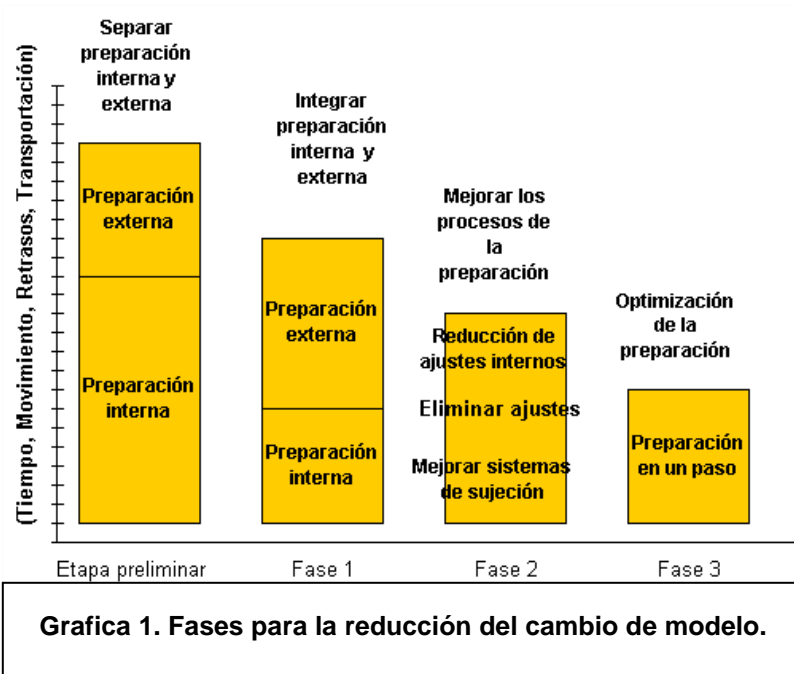 (Tiempo, Movimiento, Retrasos, Transportación)
Separar
preparación
interna y
externa
Preparación
externa
Preparación
interna
Integrar
preparación
interna y
externa
Preparación
externa
Preparación
interna
Mejorar los
procesos de
la
preparación
Reducción de
ajustes internos
Eliminar ajustes
Mejorar sistemas
de sujeción
Optimización
de la
preparación
Preparación
en un paso
Etapa preliminar
Fase 1
Fase 2
Fase 3
Grafica 1. Fases para la reducción del cambio de modelo.